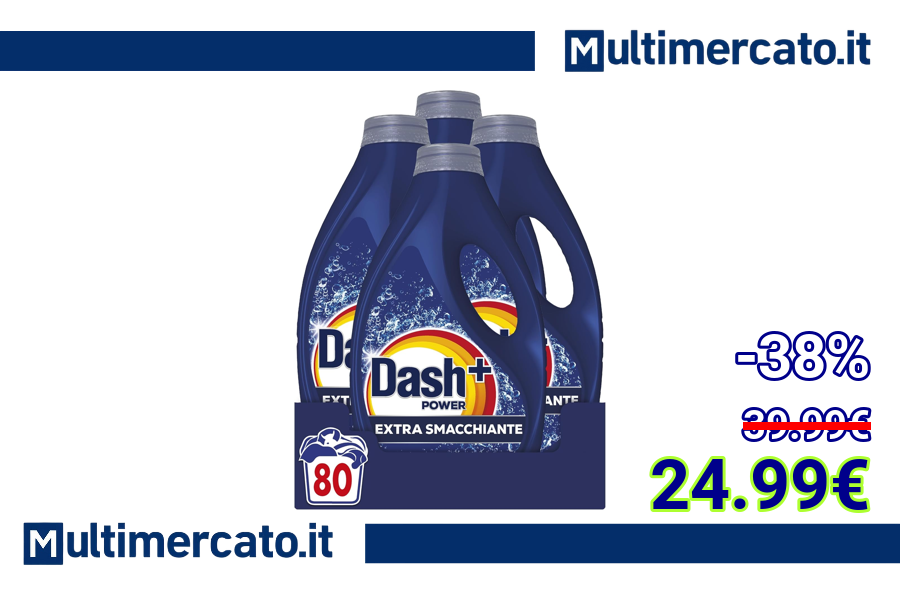 Multimercato.it
Dash+
POWER
EXTRA SMACCHIANTE
80
-38%
39.99€
24.99€
Multimercato.it